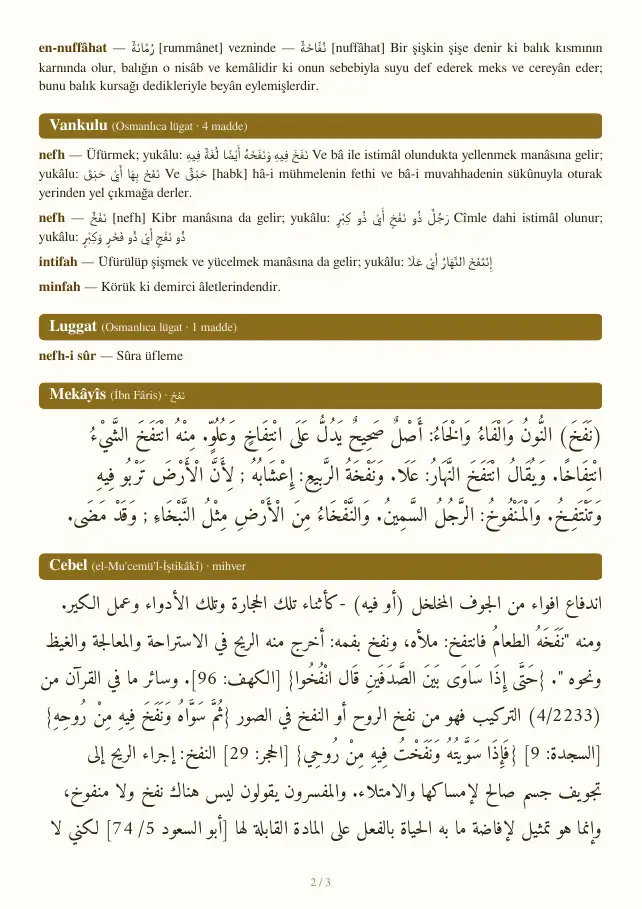 en-nuffâhat — رُمَّانَةٌ [rummânet] vezninde — نُفَّاخَةٌ [nuffâhat] Bir şişkin şişe denir ki balık kısmının
karnında olur, balığın o nisâb ve kemâlidir ki onun sebebiyla suyu def ederek meks ve cereyân eder;
bunu balık kursağı dedikleriyle beyân eylemişlerdir.
Vankulu (Osmanlıca lügat · 4 madde)
nefh — Üfürmek; yukâlu: نَفَخَ فِيهِ وَنَفَخُهُ أَيْضًا لُغَةٌ فِيهِ Ve bâ ile istimâl olundukta yellenmek manâsına gelir;
yukâlu: نَفَخَ بِهَا أَيْ حَبَقَ Ve حَبَقٌ [habk] hâ-i mühmelenin fethi ve bâ-i muvahhadenin sükûnuyla oturak
yerinden yel çıkmağa derler.
nefh — نَفْخٌ [nefh] Kibr manâsına da gelir; yukâlu: رَجُلٌ ذُو نَفْخٍ أَيْ ذُو كِبْرٍ Cîmle dahi istimâl olunur;
yukâlu: ذُو نَفْجٍ أَيْ ذُو فَخْرٍ وَكِبْرٍ
intifah — Üfürülüp şişmek ve yücelmek manâsına da gelir; yukâlu: إِنْتَفَخَ النَّهَارُ أَيْ عَلَا
minfah — Körük ki demirci âletlerindendir.
Luggat (Osmanlıca lügat · 1 madde)
nefh-i sûr — Sûra üfleme
Mekâyîs (İbn Fâris) · نفخ
(نَفَخَ) النُّونُ وَالْفَاءُ وَالْخَاءُ: أَصْلٌ صَحِيحٌ يَدُلُّ عَلَى انْتِفَاخٍ وَعُلُوٍّ. مِنْهُ انْتَفَخَ الشَّيْءُ
انْتِفَاخًا. وَيُقَالُ انْتَفَخَ النَّهَارُ: عَلَا. وَنَفْخَةُ الرَّبِيعِ: إِعْشَابُهُ ; لِأَنَّ الْأَرْضَ تَرْبُو فِيهِ
وَتَنْتَفِخُ. وَالْمَنْفُوخُ: الرَّجُلُ السَّمِينُ. وَالنَّفْخَاءُ مِنَ الْأَرْضِ مِثْلُ النَّبْخَاءِ ; وَقَدْ مَضَى.
Cebel (el-Mu'cemü'l-İştikâkî) · mihver
اندفاع افواء من الجوف المخلخل (أو فيه) -كأثناء تلك الحجارة وتلك الأدواء وعمل الكير.
ومنه "نَفَخَهُ الطعامُ فانتفخ: ملأه، ونفخ بفمه: أخرج منه الريح في الاستراحة والمعالجة والغيظ
ونحوه ". {حَتَّى إِذَا سَاوَى بَيْنَ الصَّدَفَيْنِ قَال انْفُخُوا} [الكهف: 96]. وسائر ما في القرآن من
(4/2233) التركيب فهو من نفخ الروح أو النفخ في الصور {ثُمَّ سَوَّاهُ وَنَفَخَ فِيهِ مِنْ رُوحِهِ}
[السجدة: 9] {فَإِذَا سَوَّيْتُهُ وَنَفَخْتُ فِيهِ مِنْ رُوحِي} [الحجر: 29] النفخ: إجراء الريح إلى
تجويف جسم صالح لإمساكها والامتلاء. والمفسرون يقولون ليس هناك نفخ ولا منفوخ،
وإنما هو تمثيل لإفاضة ما به الحياة بالفعل على المادة القابلة لها [أبو السعود 5/ 74] لكني لا
2 / 3